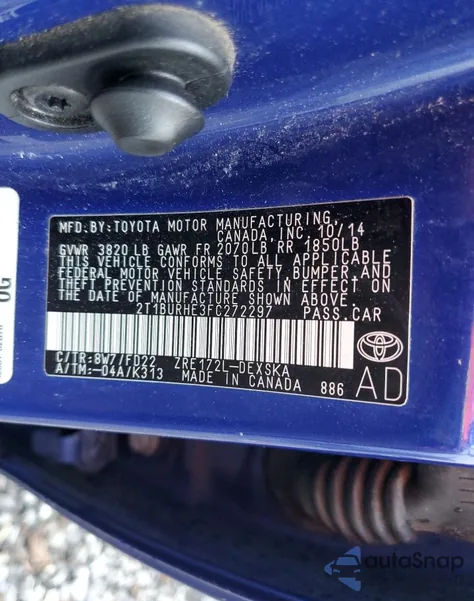 MFD.BY:TOYOTA MOTOR MANUFACTURING,
CANADA,INC. 10/14
GVWR 3820 LB GAWR FR 2070LB RR 1850LB
THIS VEHICLE CONFORMS TO ALL APPLICABLE
FEDERAL MOTOR VEHICLE SAFETY,BUMPER,AND
THEFT PREVENTION STANDARDS IN EFFECT ON
THE DATE OF MANUFACTURE SHOWN ABOVE.
2T1BURHE3FC272297 PASS.CAR
C/TR:8W7/FD22 ZRE172L-DEXSKA
A/TM:-04A/K313 MADE IN CANADA 886
AD
OG
autoSnap